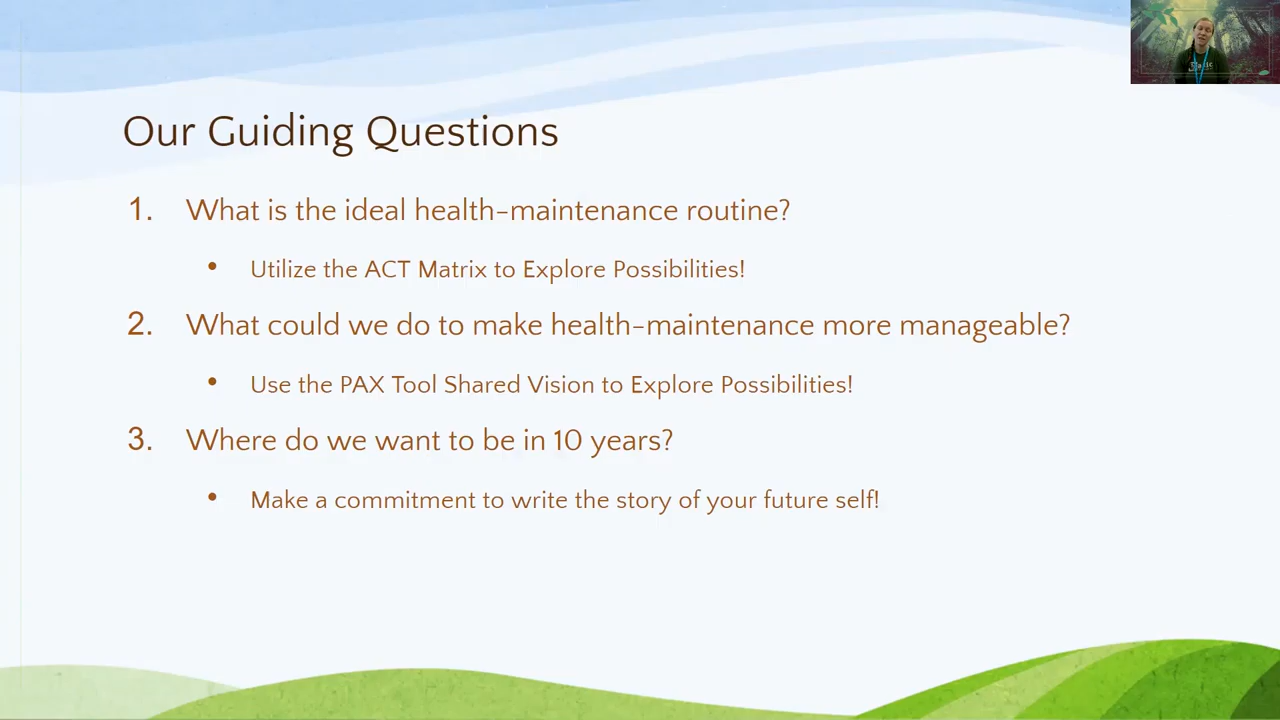 Our Guiding Questions
1. What is the ideal health-maintenance routine?
• Utilize the ACT Matrix to Explore Possibilities!
2. What could we do to make health-maintenance more manageable?
• Use the PAX Tool Shared Vision to Explore Possibilities!
3. Where do we want to be in 10 years?
• Make a commitment to write the story of your future self!